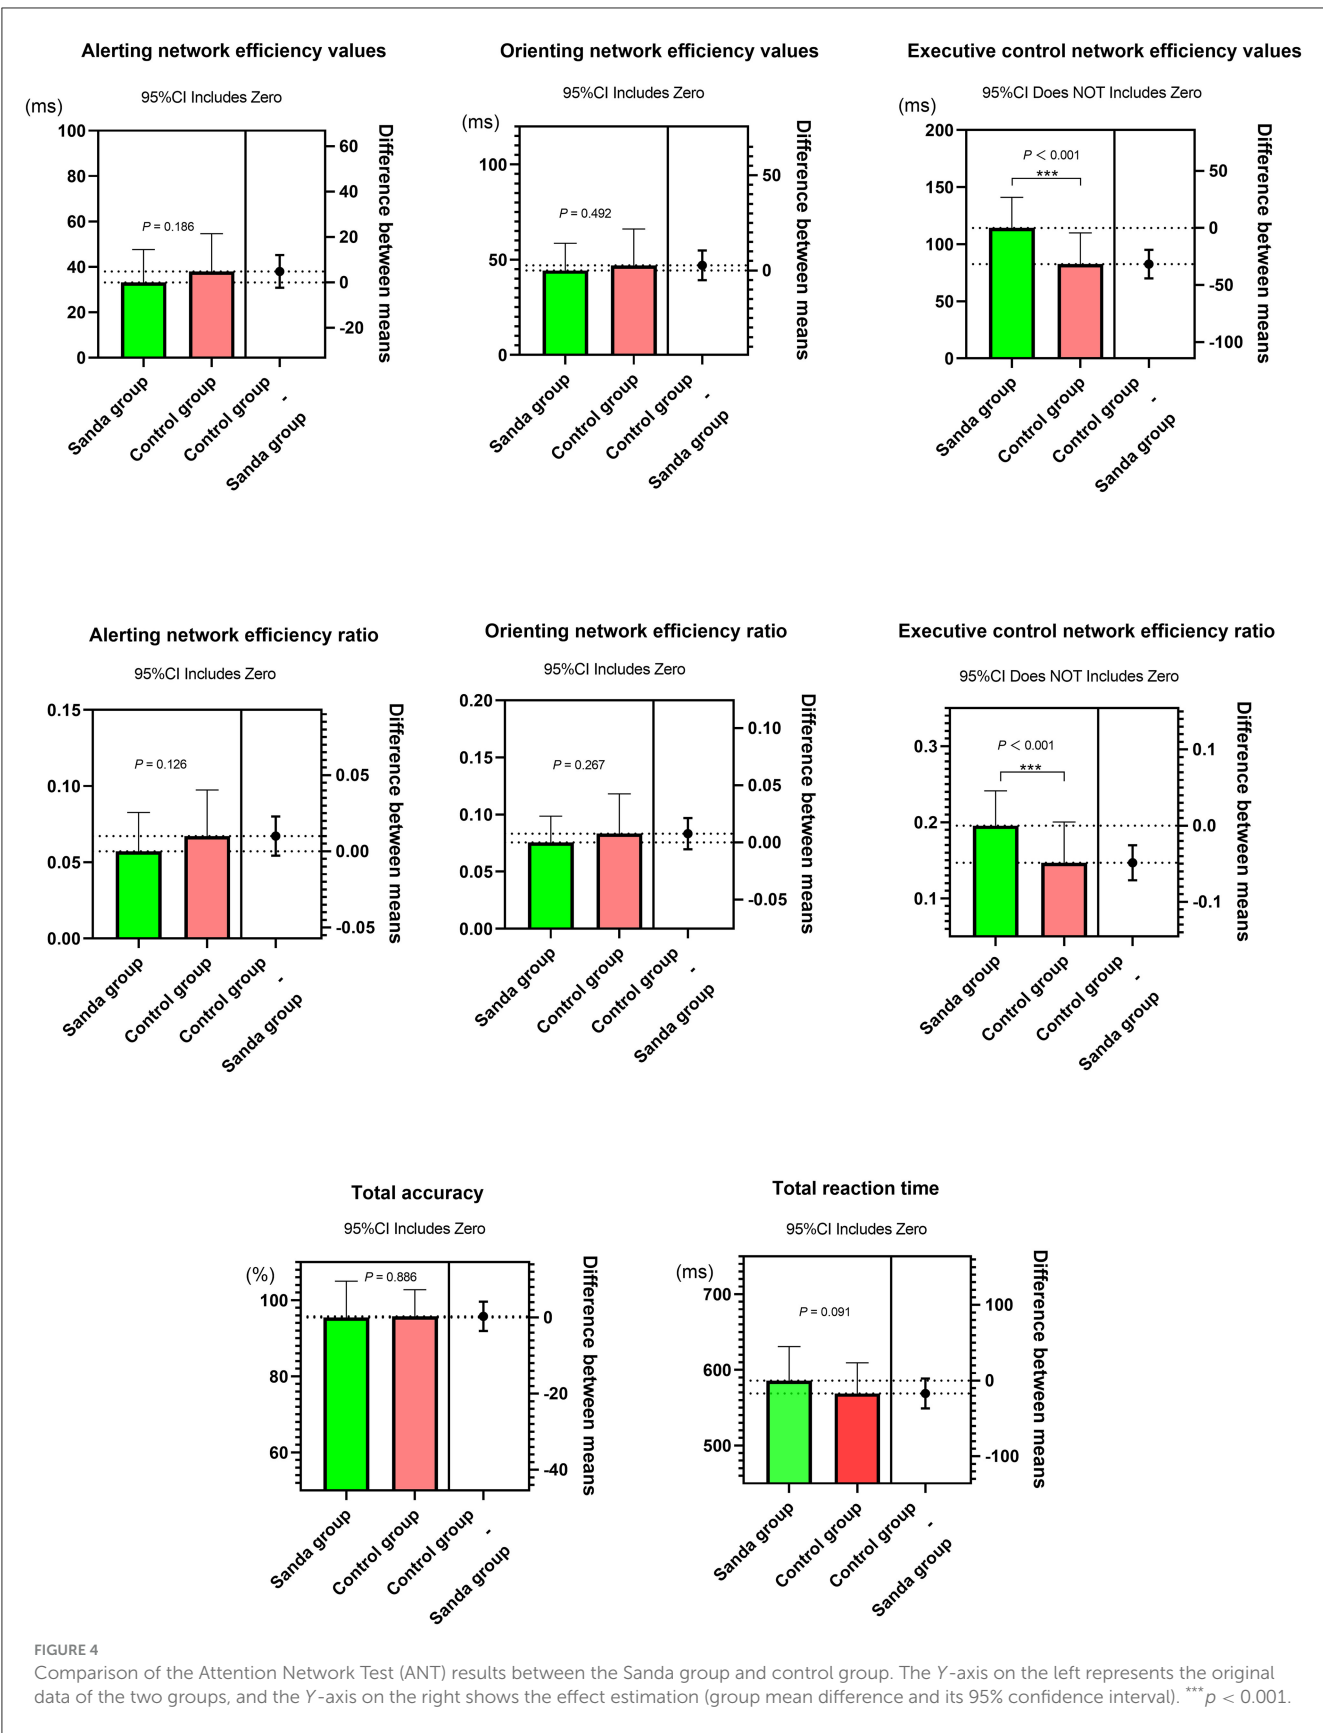 Alerting network efficiency values
95%CI Includes Zero
(ms)
100
80
60
40
20
0
P = 0.186
60
40
20
0
-20
Difference between means
Sanda group
Control group
Control group
-
Sanda group
Orienting network efficiency values
95%CI Includes Zero
(ms)
100
50
0
P = 0.492
50
0
Difference between means
Sanda group
Control group
Control group
-
Sanda group
Executive control network efficiency values
95%CI Does NOT Includes Zero
(ms)
200
150
100
50
0
P < 0.001
***
50
0
-50
-100
Difference between means
Sanda group
Control group
Control group
-
Sanda group
Alerting network efficiency ratio
95%CI Includes Zero
0.15
0.10
0.05
0.00
P = 0.126
0.05
0.00
-0.05
Difference between means
Sanda group
Control group
Control group
-
Sanda group
Orienting network efficiency ratio
95%CI Includes Zero
0.20
0.15
0.10
0.05
0.00
P = 0.267
0.10
0.05
0.00
-0.05
Difference between means
Sanda group
Control group
Control group
-
Sanda group
Executive control network efficiency ratio
95%CI Does NOT Includes Zero
0.3
0.2
0.1
P < 0.001
***
0.1
0.0
-0.1
Difference between means
Sanda group
Control group
Control group
-
Sanda group
Total accuracy
95%CI Includes Zero
(%)
100
80
60
P = 0.886
0
-20
-40
Difference between means
Sanda group
Control group
Control group
-
Sanda group
Total reaction time
95%CI Includes Zero
(ms)
700
600
500
P = 0.091
100
0
-100
Difference between means
Sanda group
Control group
Control group
-
Sanda group
FIGURE 4
Comparison of the Attention Network Test (ANT) results between the Sanda group and control group. The Y-axis on the left represents the original
data of the two groups, and the Y-axis on the right shows the effect estimation (group mean difference and its 95% confidence interval). ***p < 0.001.